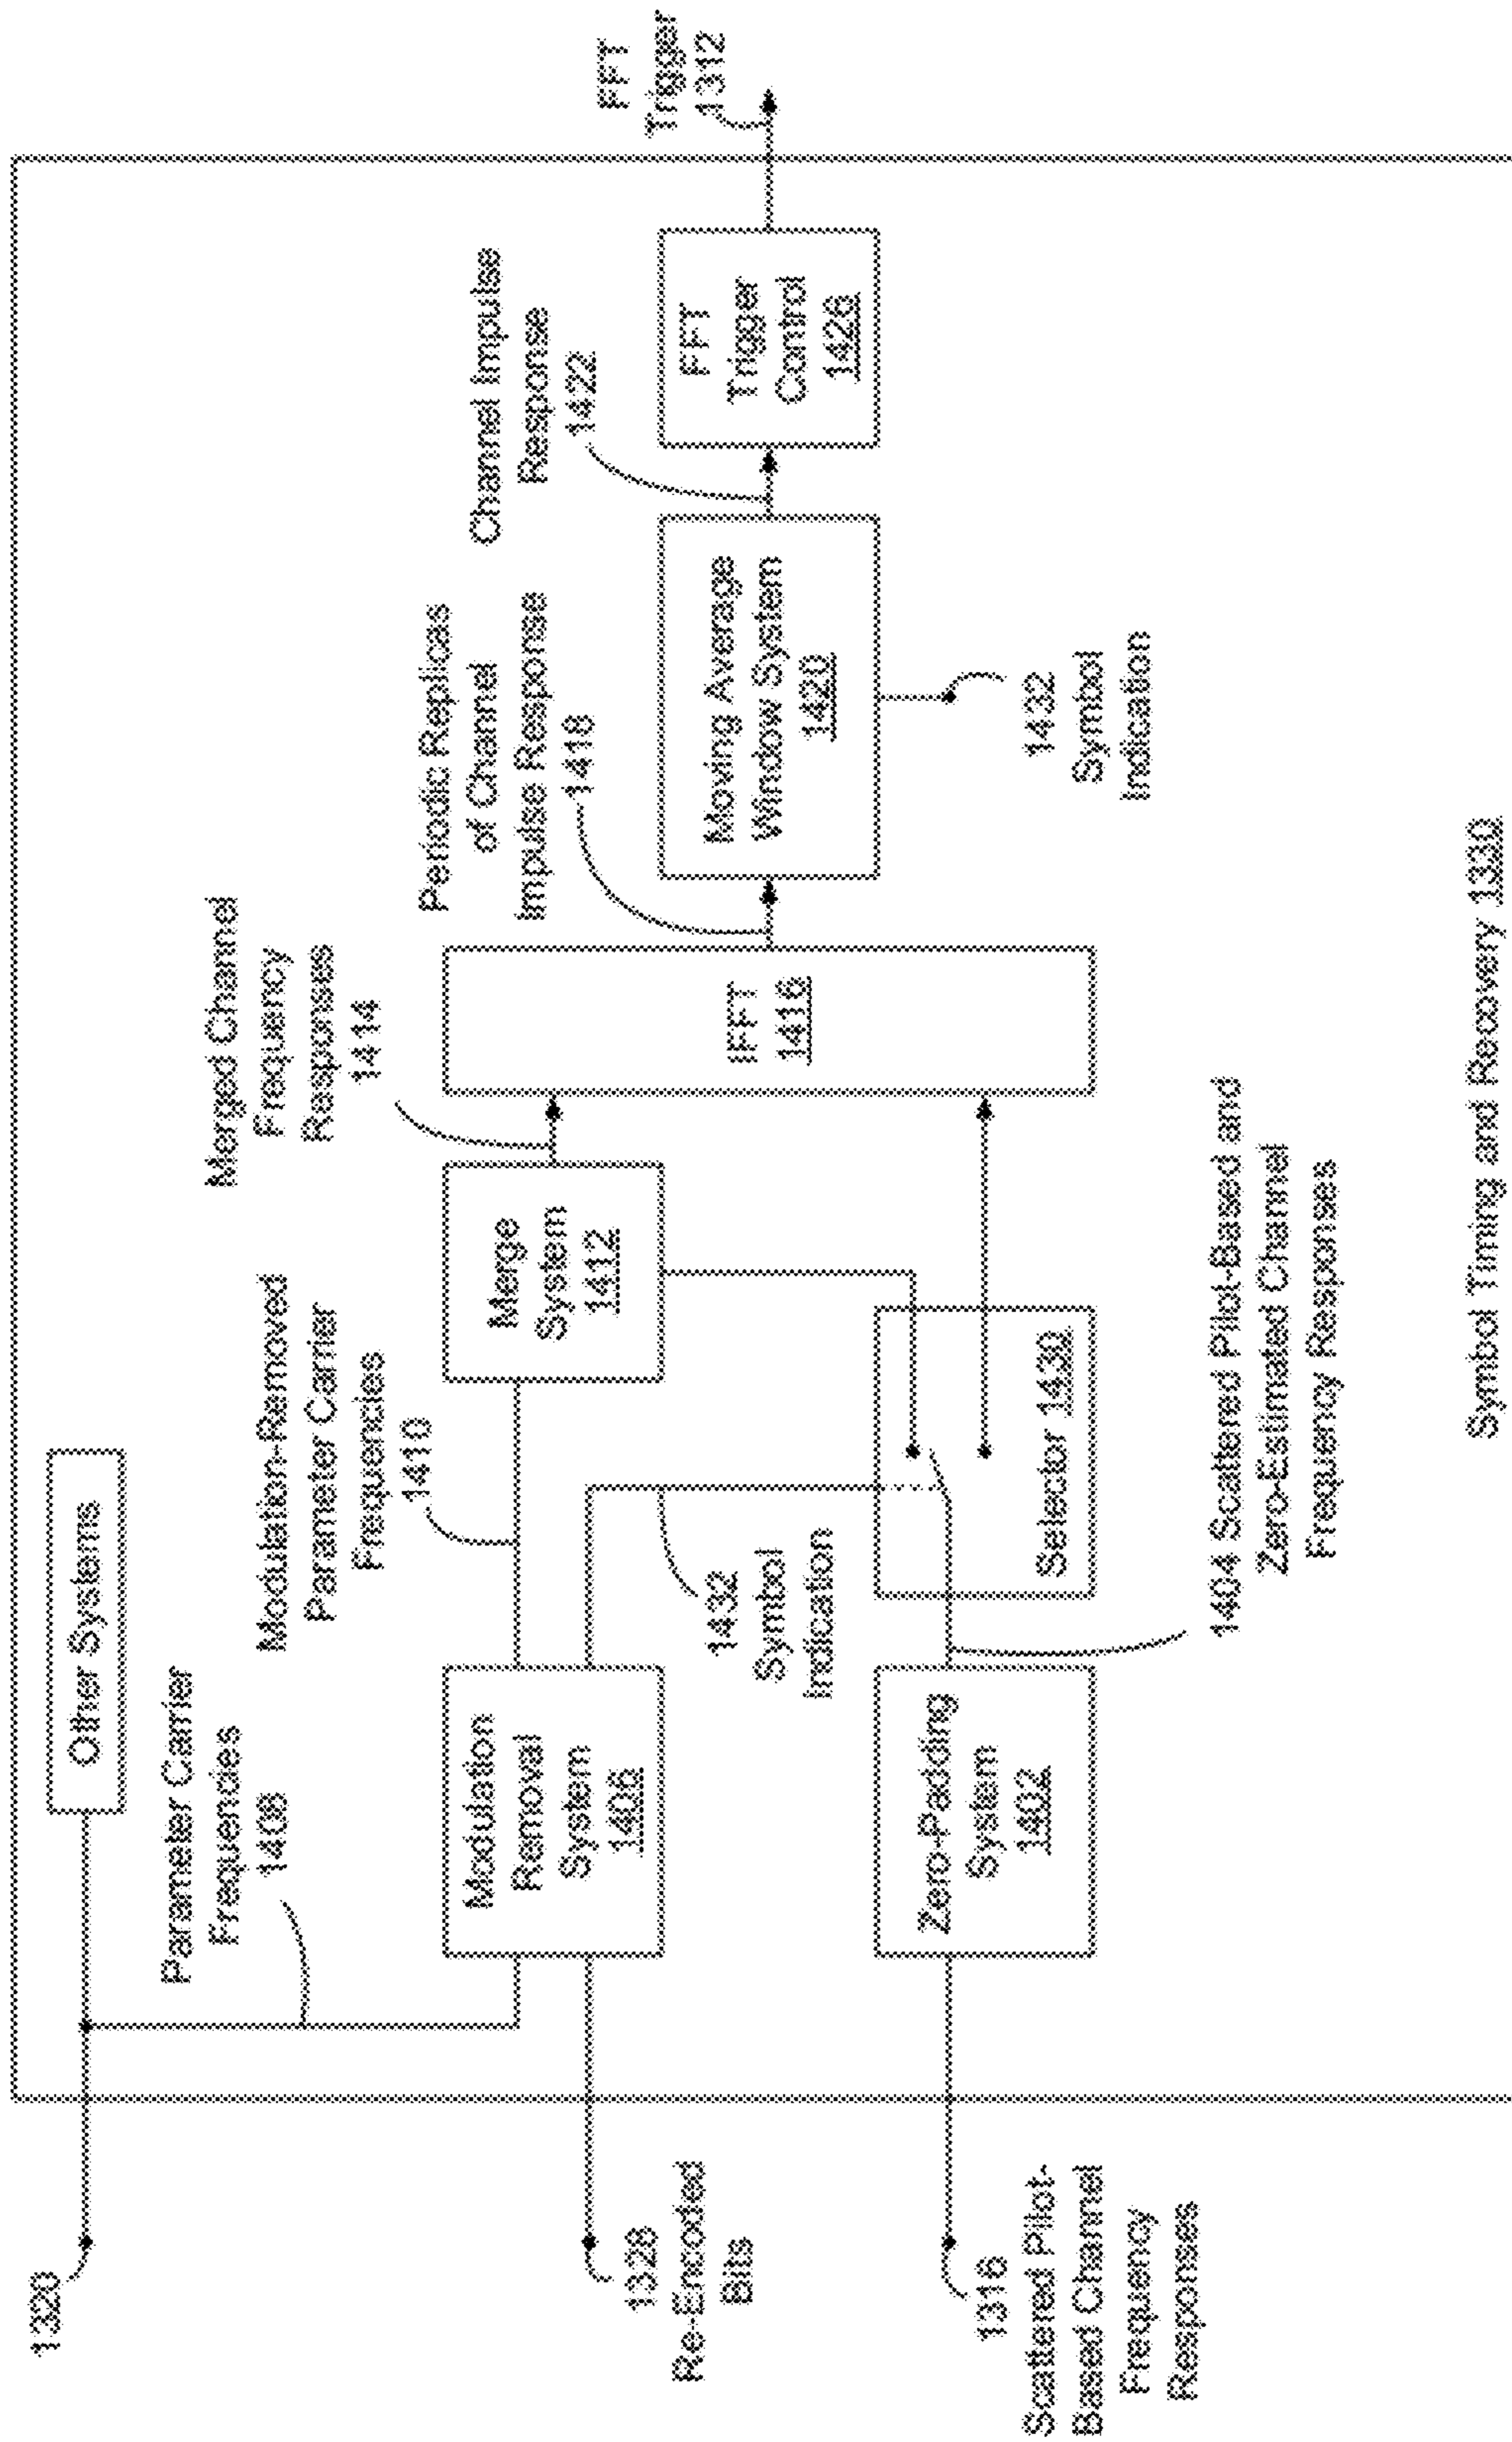 1320
Other Systems
Parameter Carrier
Frequencies
1408
1328
Re-Encoded
Bits
1316
Scattered Pilot-
Based Channel
Frequency
Responses
Modulation
Removal
System
1406
Zero-Padding
System
1402
Modulation-Removed
Parameter Carrier
Frequencies
1410
1432
Symbol
Indication
Selector 1430
1404 Scattered Pilot-Based and
Zero-Estimated Channel
Frequency Responses
Merge
System
1412
Merged Channel
Frequency
Responses
1414
IFFT
1416
Periodic Replicas
of Channel
Impulse Response
1418
Moving Average
Window System
1420
1432
Symbol
Indication
Channel Impulse
Response
1422
FFT
Trigger
Control
1426
FFT
Trigger
1312
Symbol Timing and Recovery 1330